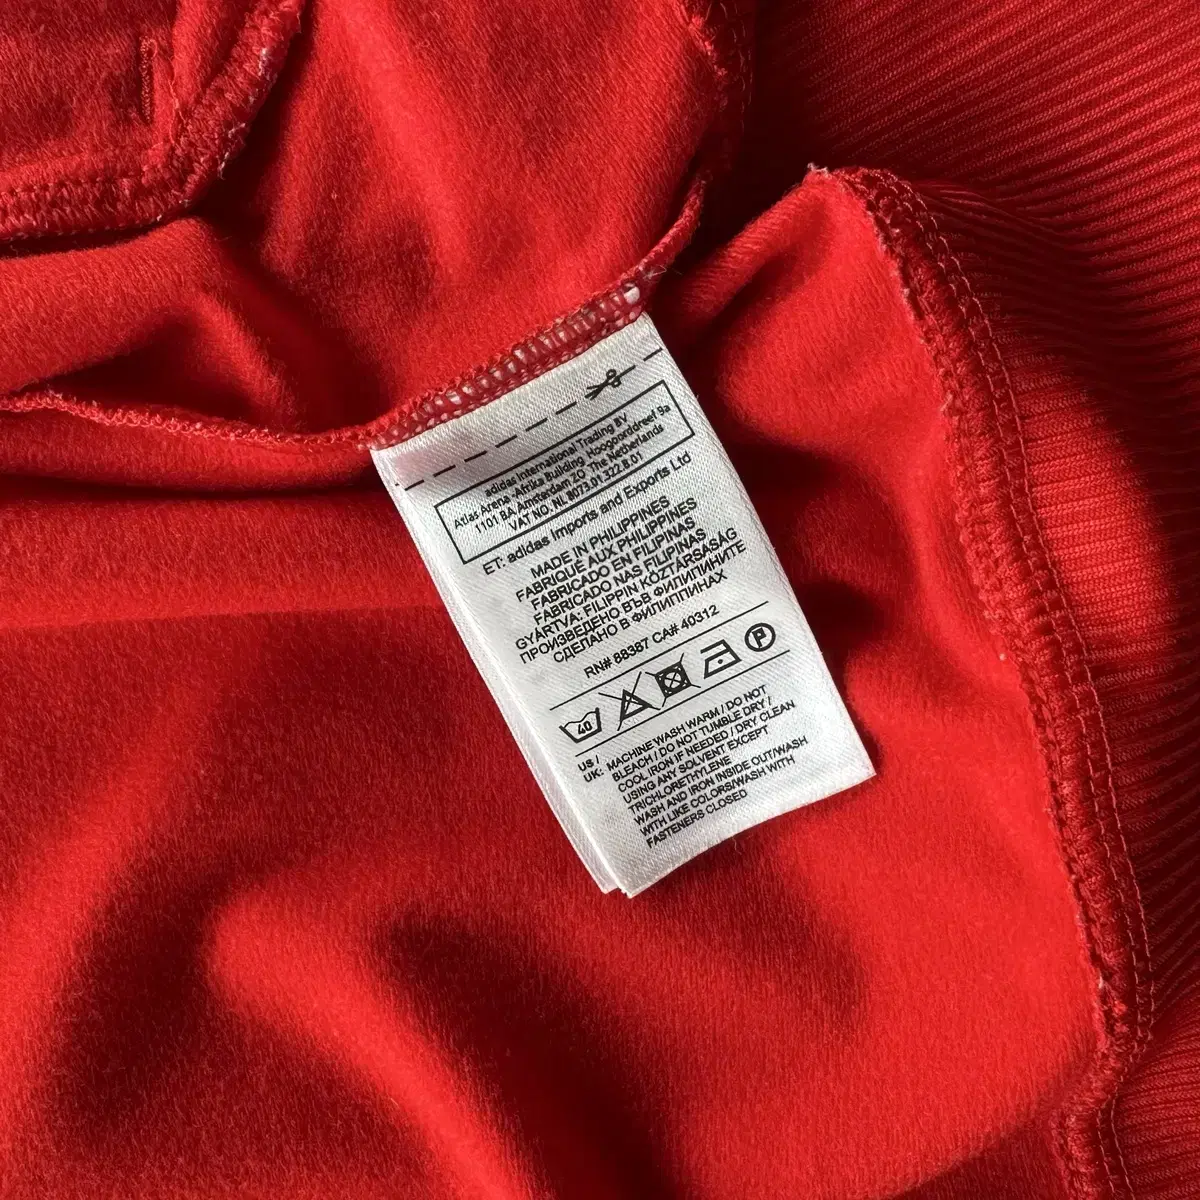 adidas International Trading BV
Atlas Arena -Afrika Building Hoogoorddreef 9a
1101 BA Amsterdam ZO The Netherlands
VAT NO. NL 8073.01.322.B.01
ET: adidas Imports and Exports Ltd
MADE IN PHILIPPINES
FABRIQUÉ AUX PHILIPPINES
FABRICADO EN FILIPINAS
FABRICADO NAS FILIPINAS
GYÁRTVA: FILIPPIN KÖZTÁRSASÁG
ПРОИЗВЕДЕНО ВЪВ ФИЛИПИНИТЕ
СДЕЛАНО В ФИЛИППИНАХ
RN# 88387 CA# 40312
40 P
US / UK: MACHINE WASH WARM / DO NOT
BLEACH / DO NOT TUMBLE DRY /
COOL IRON IF NEEDED / DRY CLEAN
USING ANY SOLVENT EXCEPT
TRICHLORETHYLENE
WASH AND IRON INSIDE OUT/WASH
WITH LIKE COLORS/WASH WITH
FASTENERS CLOSED